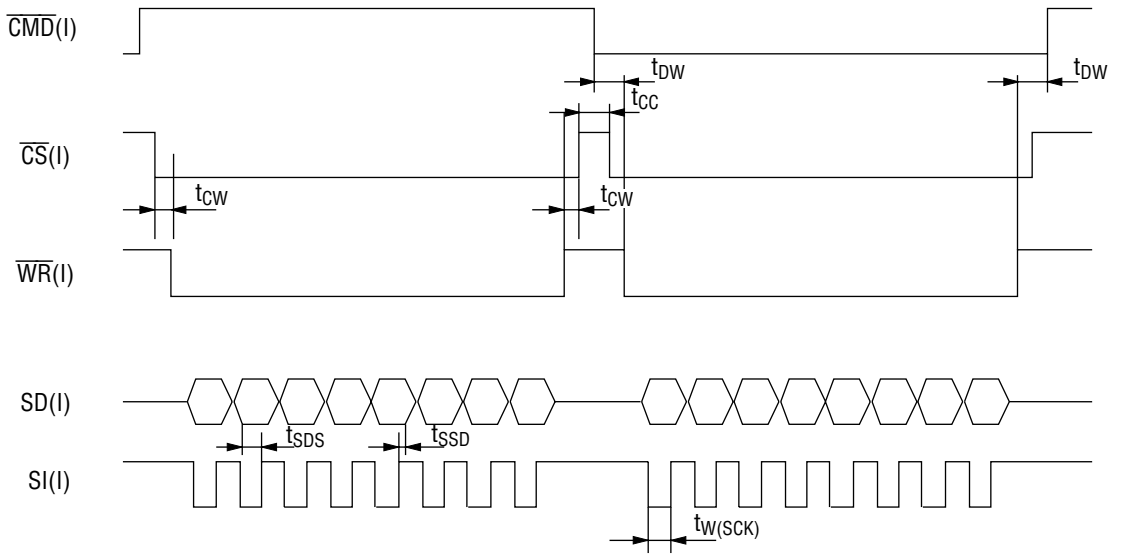 CMD(I)
tDW
tDW
tCC
CS(I)
tCW
tCW
WR(I)
SD(I)
tSDS
tSSD
SI(I)
tW(SCK)